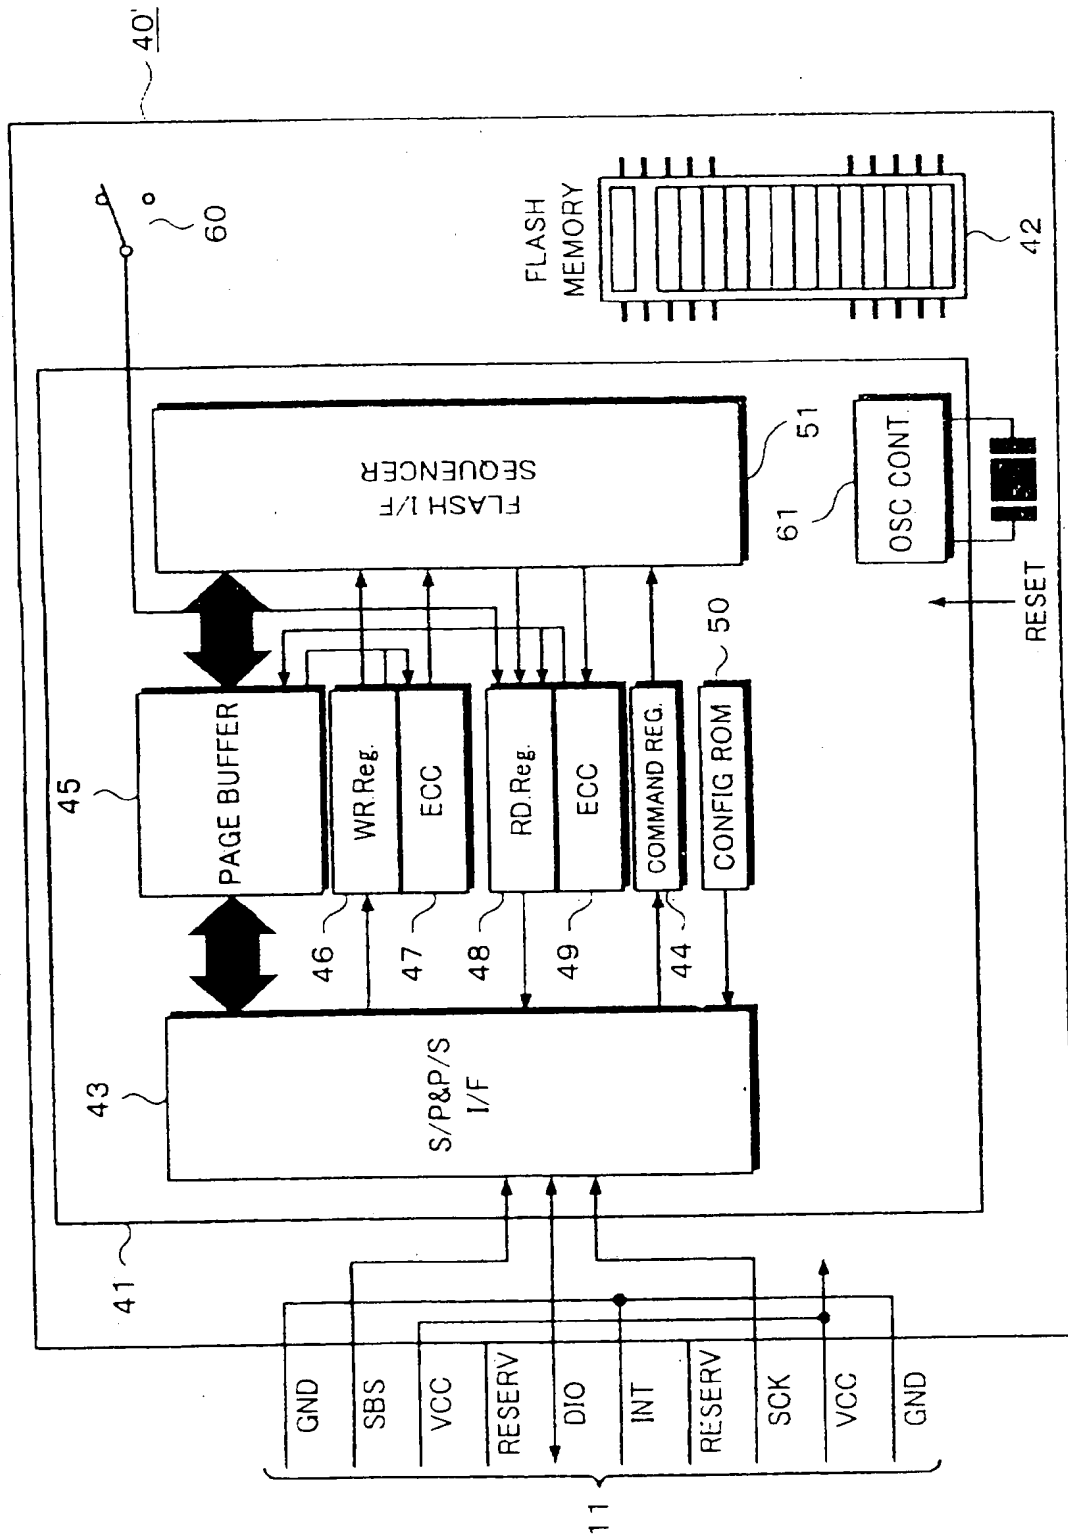 40'
60
FLASH
MEMORY
42
FLASH I/F
SEQUENCER
51
61
OSC CONT.
RESET
45
PAGE BUFFER
WR.Reg.
ECC
RD.Reg.
ECC
COMMAND REG.
CONFIG ROM
50
46
47
48
49
44
43
S/P&P/S
I/F
41
GND
SBS
VCC
RESERV
DIO
INT
RESERV
SCK
VCC
GND
11